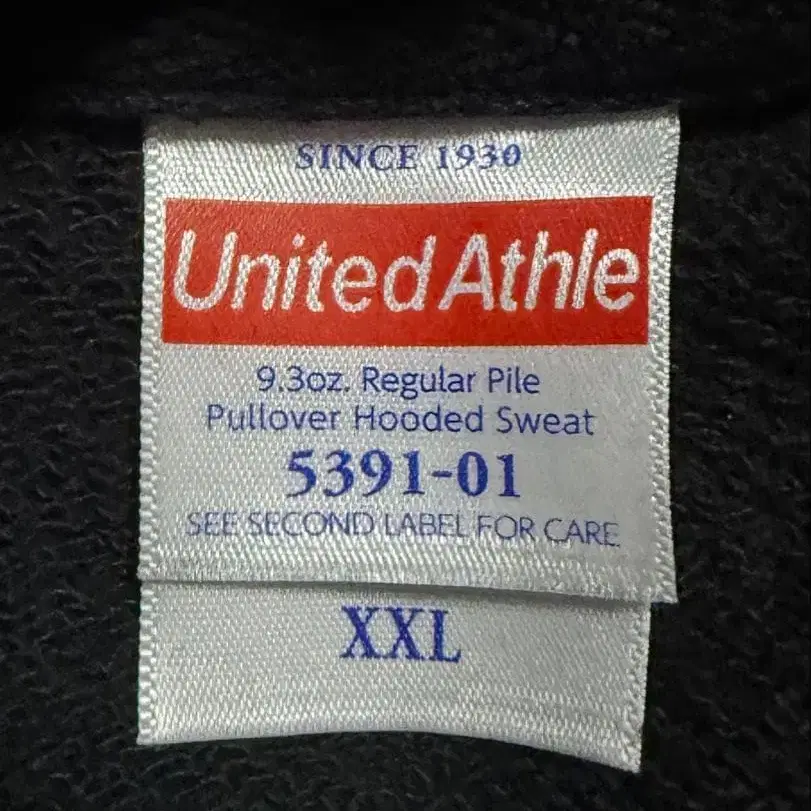 SINCE 1930
United Athle
9.3oz. Regular Pile
Pullover Hooded Sweat
5391-01
SEE SECOND LABEL FOR CARE
XXL